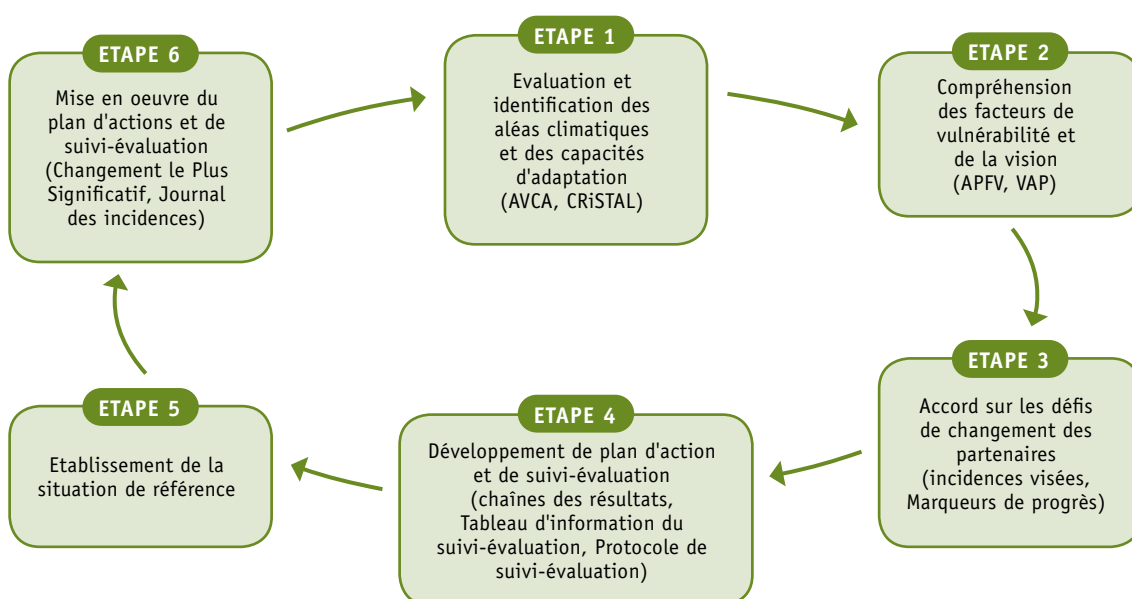 ETAPE 1
Evaluation et
identification des
aléas climatiques
et des capacités
d'adaptation
(AVCA, CRiSTAL)
ETAPE 2
Compréhension
des facteurs de
vulnérabilité et
de la vision
(APFV, VAP)
ETAPE 3
Accord sur les défis
de changement des
partenaires
(incidences visées,
Marqueurs de progrès)
ETAPE 4
Développement de plan d'action
et de suivi-évaluation
(chaînes des résultats,
Tableau d'information du
suivi-évaluation, Protocole de
suivi-évaluation)
ETAPE 5
Etablissement de la
situation de référence
ETAPE 6
Mise en oeuvre du
plan d'actions et de
suivi-évaluation
(Changement le Plus
Significatif, Journal
des incidences)